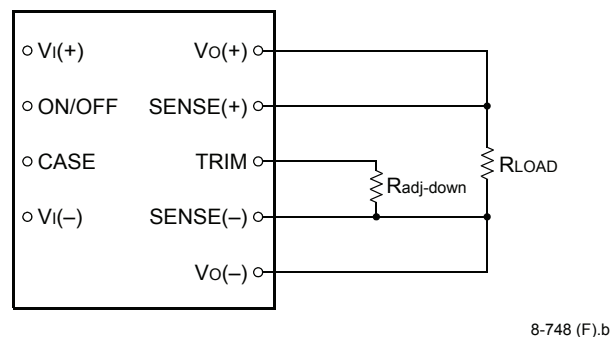 VI(+) VO(+)
ON/OFF SENSE(+)
CASE TRIM
RLOAD
Radj-down
VI(–) SENSE(–)
VO(–)
8-748 (F).b